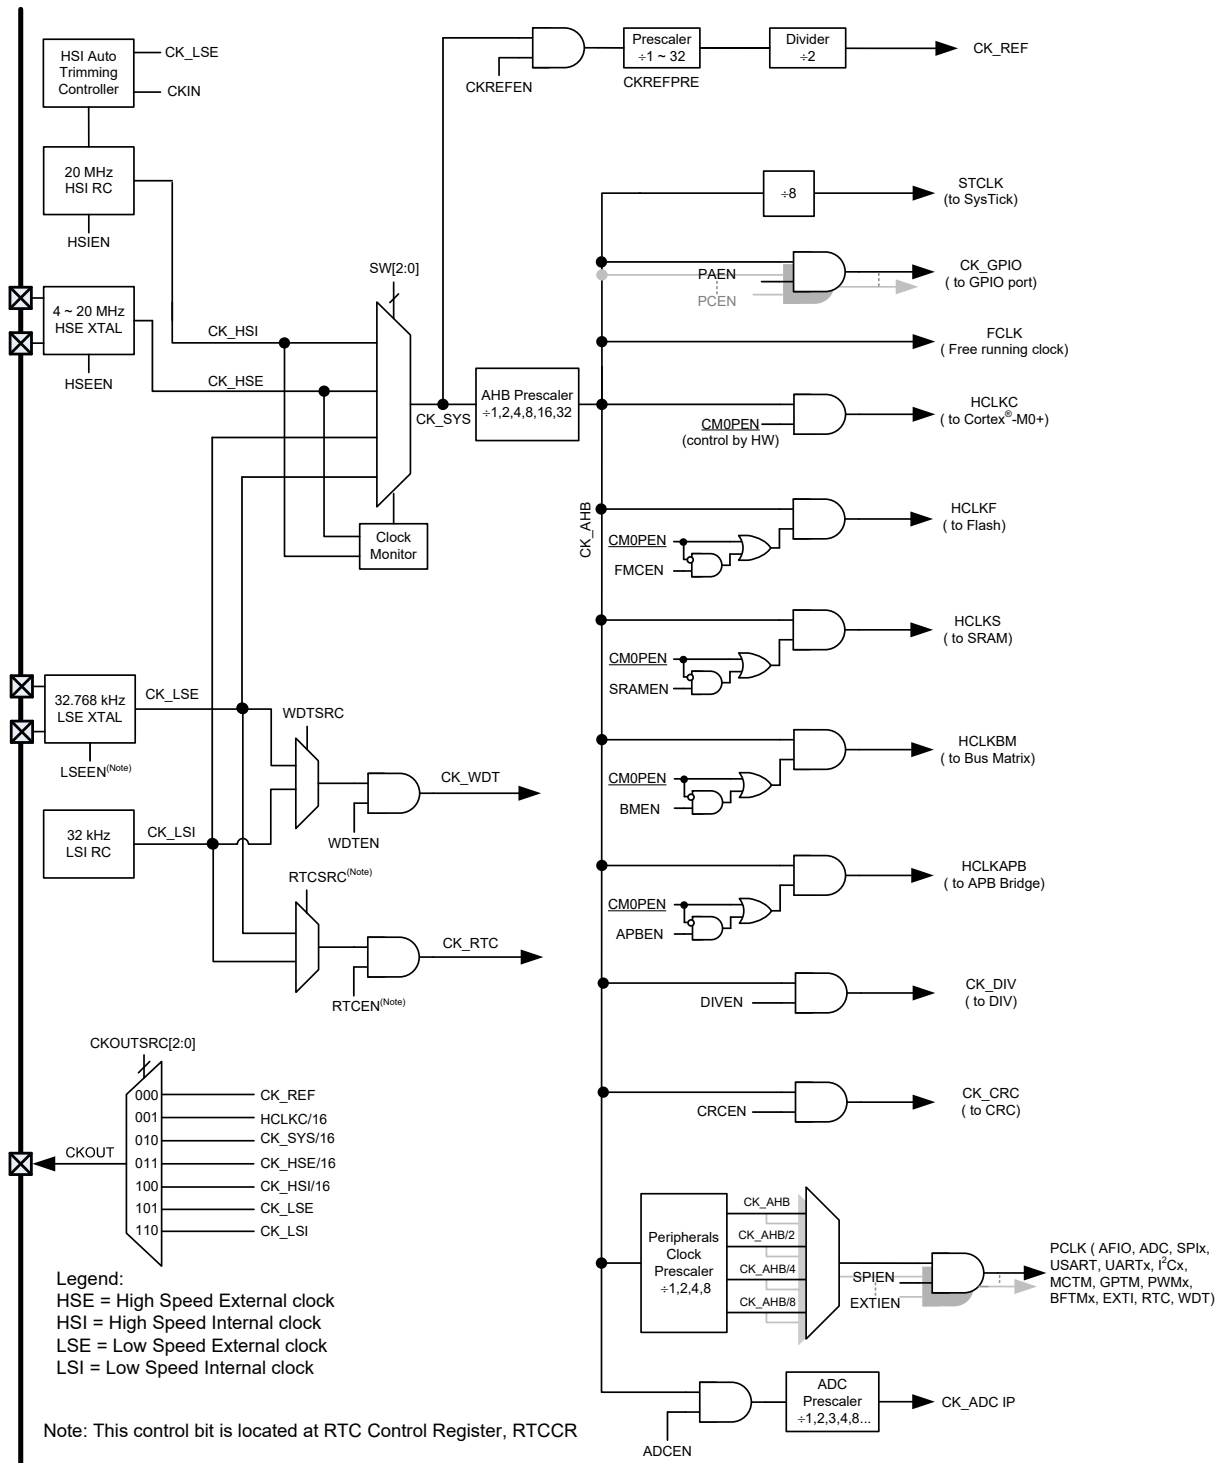 HSI Auto
Trimming
Controller
CK_LSE
CKIN
20 MHz
HSI RC
HSIEN
4 ~ 20 MHz
HSE XTAL
HSEEN
CK_HSI
CK_HSE
SW[2:0]
CK_SYS
Clock
Monitor
CKREFEN
Prescaler
÷1 ~ 32
CKREFPRE
Divider
÷2
CK_REF
AHB Prescaler
÷1,2,4,8,16,32
CK_AHB
÷8
STCLK
(to SysTick)
PAEN
PCEN
CK_GPIO
( to GPIO port)
FCLK
( Free running clock)
CM0PEN
(control by HW)
HCLKC
( to Cortex®-M0+)
CM0PEN
FMCEN
HCLKF
( to Flash)
CM0PEN
SRAMEN
HCLKS
( to SRAM)
CM0PEN
BMEN
HCLKBM
( to Bus Matrix)
CM0PEN
APBEN
HCLKAPB
( to APB Bridge)
DIVEN
CK_DIV
( to DIV)
CRCEN
CK_CRC
( to CRC)
32.768 kHz
LSE XTAL
LSEEN(Note)
CK_LSE
32 kHz
LSI RC
CK_LSI
WDTSRC
WDTEN
CK_WDT
RTCSRC(Note)
RTCEN(Note)
CK_RTC
CKOUTSRC[2:0]
CKOUT
000 CK_REF
001 HCLKC/16
010 CK_SYS/16
011 CK_HSE/16
100 CK_HSI/16
101 CK_LSE
110 CK_LSI
Peripherals
Clock
Prescaler
÷1,2,4,8
CK_AHB
CK_AHB/2
CK_AHB/4
CK_AHB/8
SPIEN
EXTIEN
PCLK ( AFIO, ADC, SPIx,
USART, UARTx, I²Cx,
MCTM, GPTM, PWMx,
BFTMx, EXTI, RTC, WDT)
ADCEN
ADC
Prescaler
÷1,2,3,4,8...
CK_ADC IP
Legend:
HSE = High Speed External clock
HSI = High Speed Internal clock
LSE = Low Speed External clock
LSI = Low Speed Internal clock
Note: This control bit is located at RTC Control Register, RTCCR